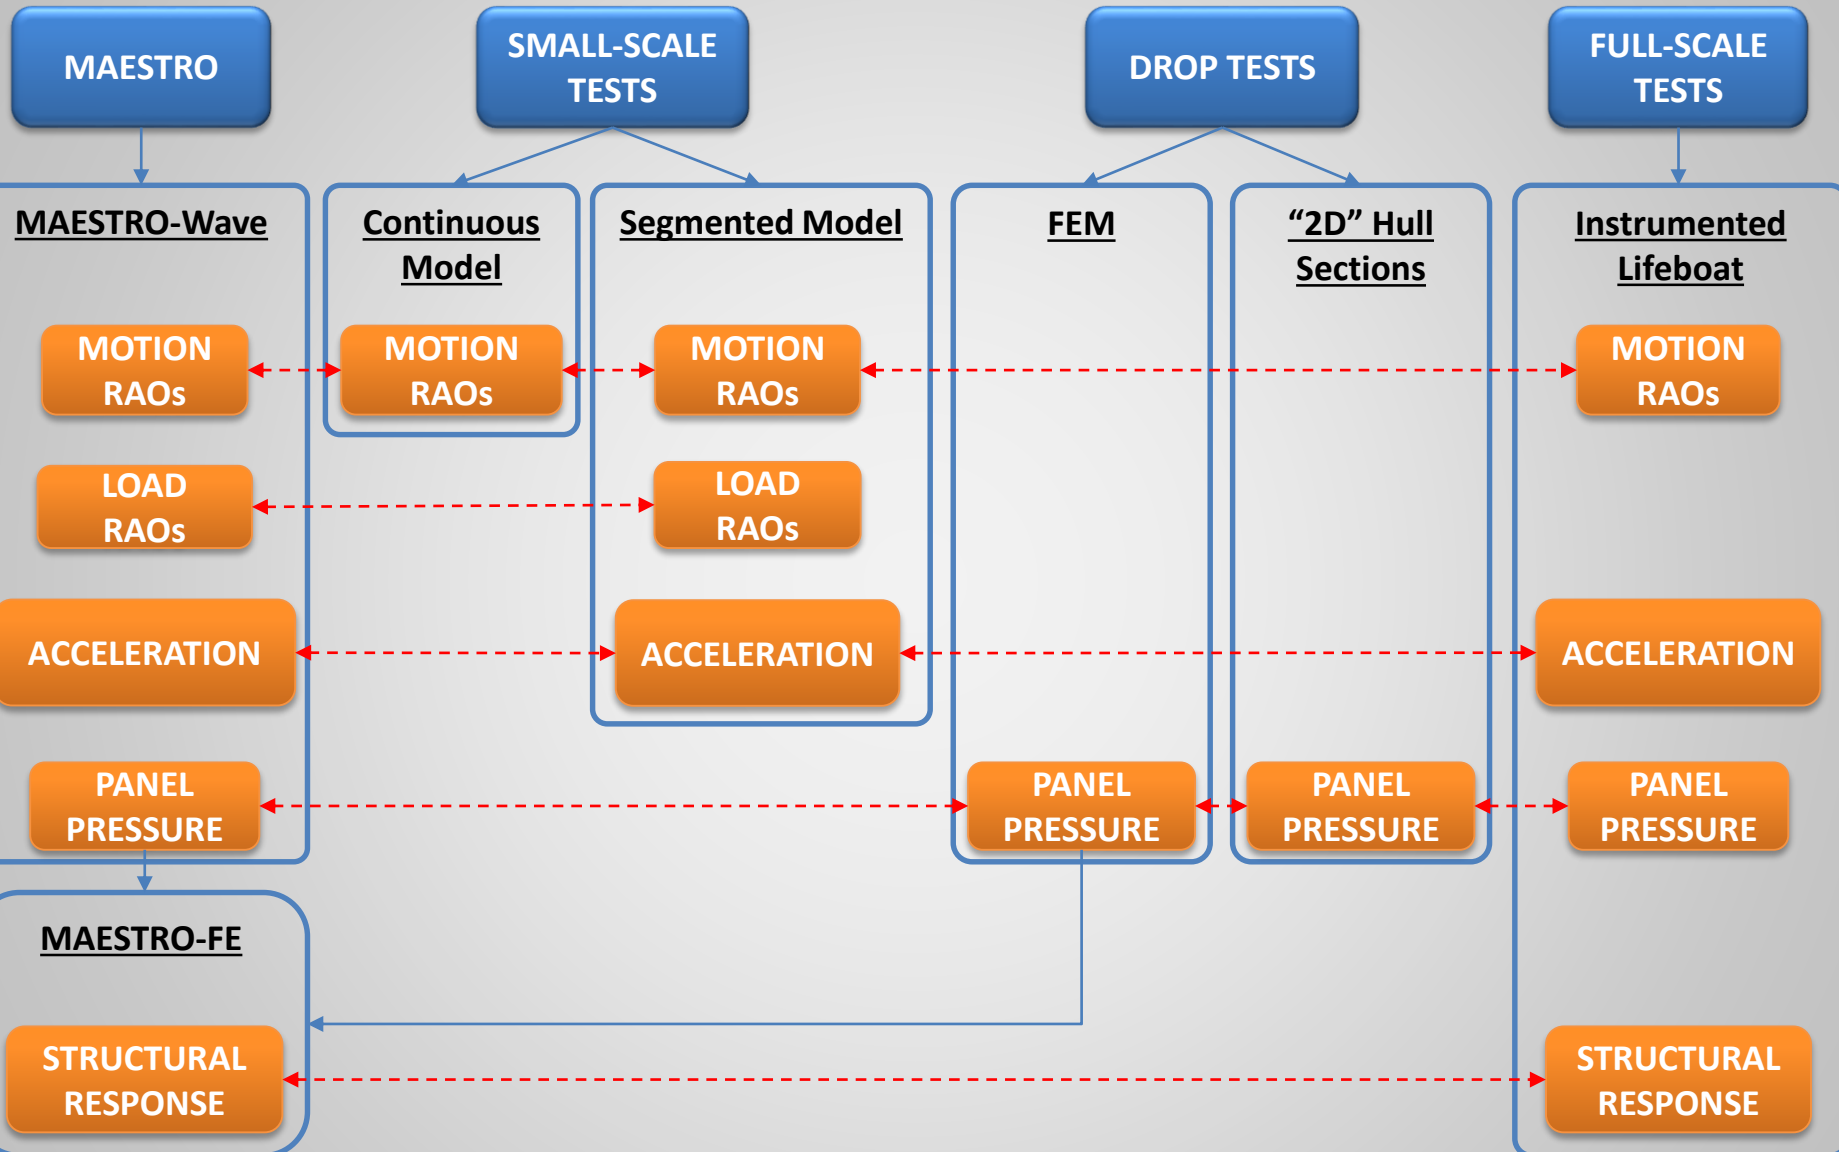 MAESTRO
SMALL-SCALE
TESTS
DROP TESTS
FULL-SCALE
TESTS
MAESTRO-Wave
Continuous
Model
Segmented Model
FEM
“2D” Hull
Sections
Instrumented
Lifeboat
MOTION
RAOs
MOTION
RAOs
MOTION
RAOs
MOTION
RAOs
LOAD
RAOs
LOAD
RAOs
ACCELERATION
ACCELERATION
ACCELERATION
PANEL
PRESSURE
PANEL
PRESSURE
PANEL
PRESSURE
PANEL
PRESSURE
MAESTRO-FE
STRUCTURAL
RESPONSE
STRUCTURAL
RESPONSE